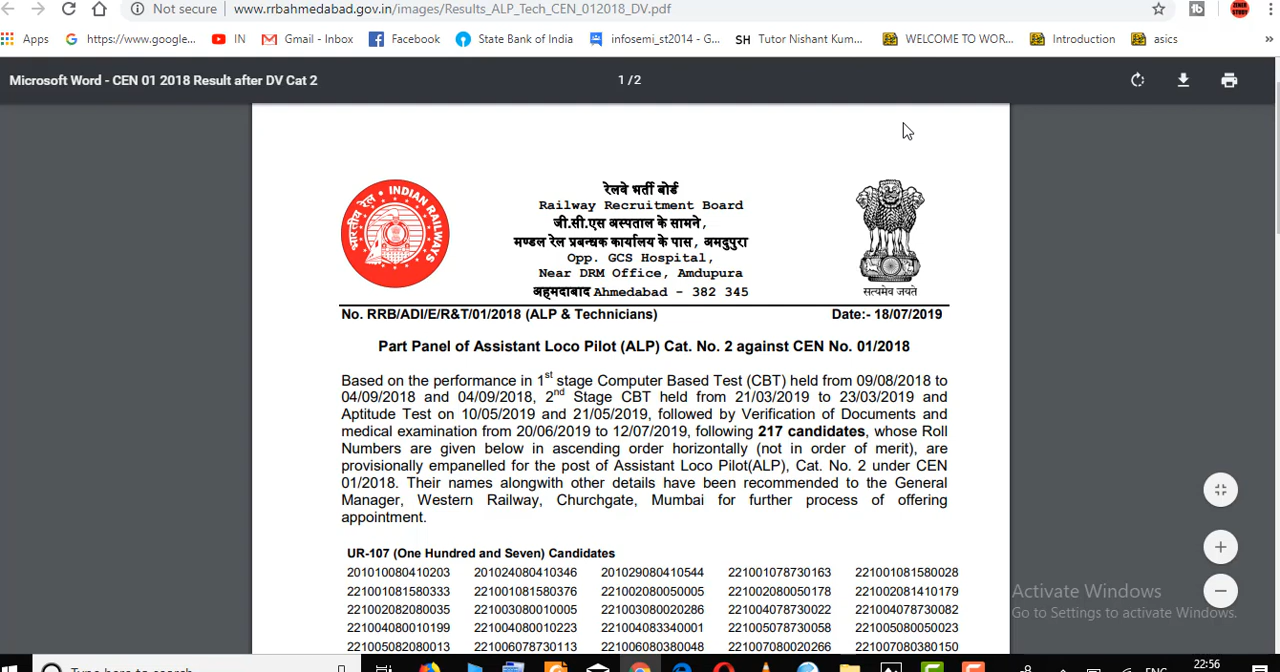 Not secure | www.rrbahmedabad.gov.in/images/Results_ALP_Tech_CEN_012018_DV.pdf
Apps https://www.google... IN Gmail - Inbox Facebook State Bank of India infosemi_st2014 - G... SH Tutor Nishant Kum... WELCOME TO WOR... Introduction asics »
Microsoft Word - CEN 01 2018 Result after DV Cat 2 1 / 2
भारतीय रेल • INDIAN RAILWAYS
रेलवे भर्ती बोर्ड
Railway Recruitment Board
जी.सी.एस अस्पताल के सामने,
मण्डल रेल प्रबन्धक कार्यालय के पास, अमदुपुरा
Opp. GCS Hospital,
Near DRM Office, Amdupura
अहमदाबाद Ahmedabad - 382 345
सत्यमेव जयते
No. RRB/ADI/E/R&T/01/2018 (ALP & Technicians) Date:- 18/07/2019
Part Panel of Assistant Loco Pilot (ALP) Cat. No. 2 against CEN No. 01/2018
Based on the performance in 1st stage Computer Based Test (CBT) held from 09/08/2018 to
04/09/2018 and 04/09/2018, 2nd Stage CBT held from 21/03/2019 to 23/03/2019 and
Aptitude Test on 10/05/2019 and 21/05/2019, followed by Verification of Documents and
medical examination from 20/06/2019 to 12/07/2019, following 217 candidates, whose Roll
Numbers are given below in ascending order horizontally (not in order of merit), are
provisionally empanelled for the post of Assistant Loco Pilot(ALP), Cat. No. 2 under CEN
01/2018. Their names alongwith other details have been recommended to the General
Manager, Western Railway, Churchgate, Mumbai for further process of offering
appointment.
UR-107 (One Hundred and Seven) Candidates
201010080410203 201024080410346 201029080410544 221001078730163 221001081580028
221001081580333 221001081580376 221002080050005 221002080050178 221002081410179
221002082080035 221003080010005 221003080020286 221004078730022 221004078730082
221004080010199 221004080010223 221004083340001 221005078730058 221005080050023
221005082080013 221006078730113 221006080380048 221007080020266 221007080380150
Activate Windows
Go to Settings to activate Windows.
Type here to search
ENG
22:56